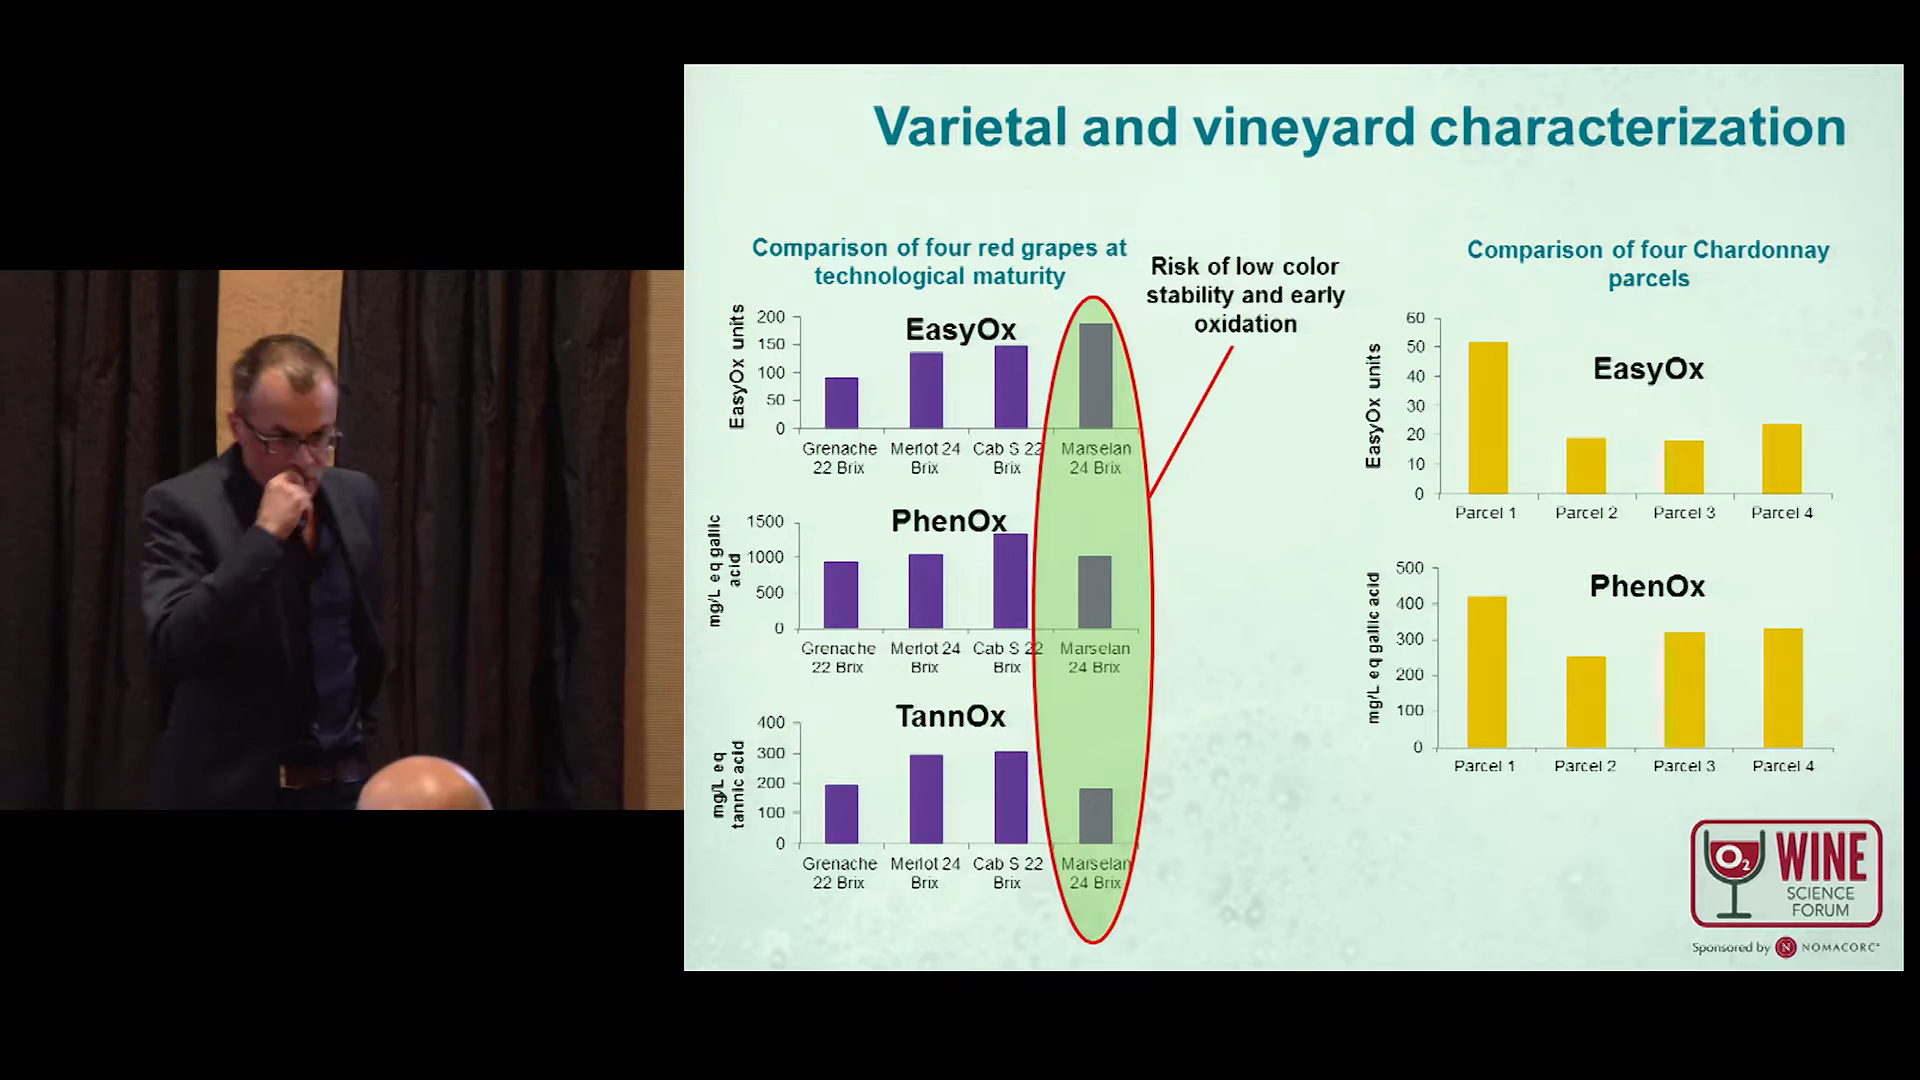 Varietal and vineyard characterization
Comparison of four red grapes at
technological maturity
Risk of low color
stability and early
oxidation
EasyOx
EasyOx units
200
150
100
50
0
Grenache
22 Brix
Merlot 24
Brix
Cab S 22
Brix
Marselan
24 Brix
PhenOx
mg/L eq gallic
acid
1500
1000
500
0
Grenache
22 Brix
Merlot 24
Brix
Cab S 22
Brix
Marselan
24 Brix
TannOx
mg/L eq
tannic acid
400
300
200
100
0
Grenache
22 Brix
Merlot 24
Brix
Cab S 22
Brix
Marselan
24 Brix
Comparison of four Chardonnay
parcels
EasyOx
EasyOx units
60
50
40
30
20
10
0
Parcel 1
Parcel 2
Parcel 3
Parcel 4
PhenOx
mg/L eq gallic acid
500
400
300
200
100
0
Parcel 1
Parcel 2
Parcel 3
Parcel 4
O2
WINE
SCIENCE
FORUM
Sponsored by N NOMACORC